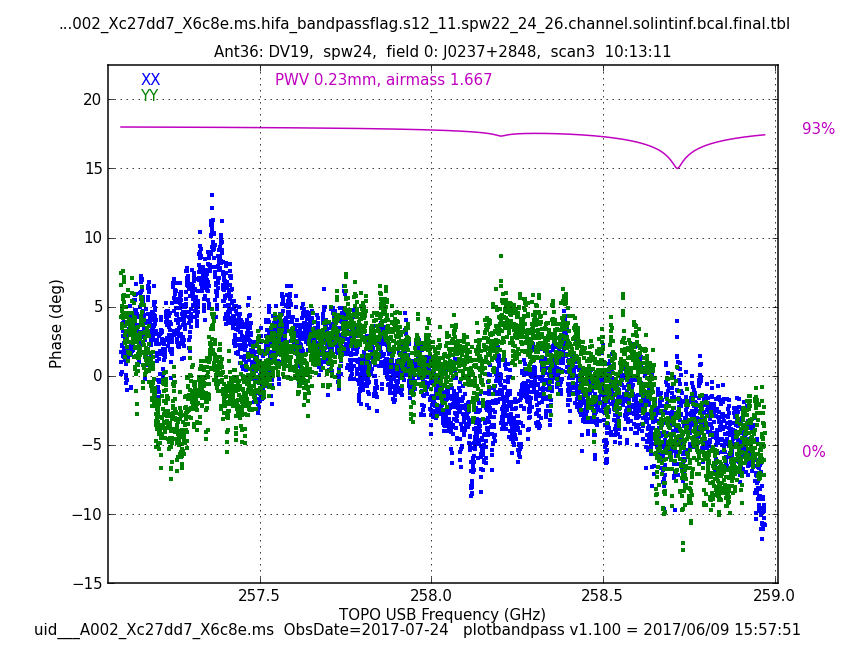 ...002_Xc27dd7_X6c8e.ms.hifa_bandpassflag.s12_11.spw22_24_26.channel.solintinf.bcal.final.tbl
Ant36: DV19,  spw24,  field 0: J0237+2848,  scan3  10:13:11
XX
PWV 0.23mm, airmass 1.667
YY
20
93%
15
10
5
Phase (deg)
0
−5
0%
−10
−15
257.5
258.0
258.5
259.0
TOPO USB Frequency (GHz)
uid___A002_Xc27dd7_X6c8e.ms  ObsDate=2017-07-24   plotbandpass v1.100 = 2017/06/09 15:57:51